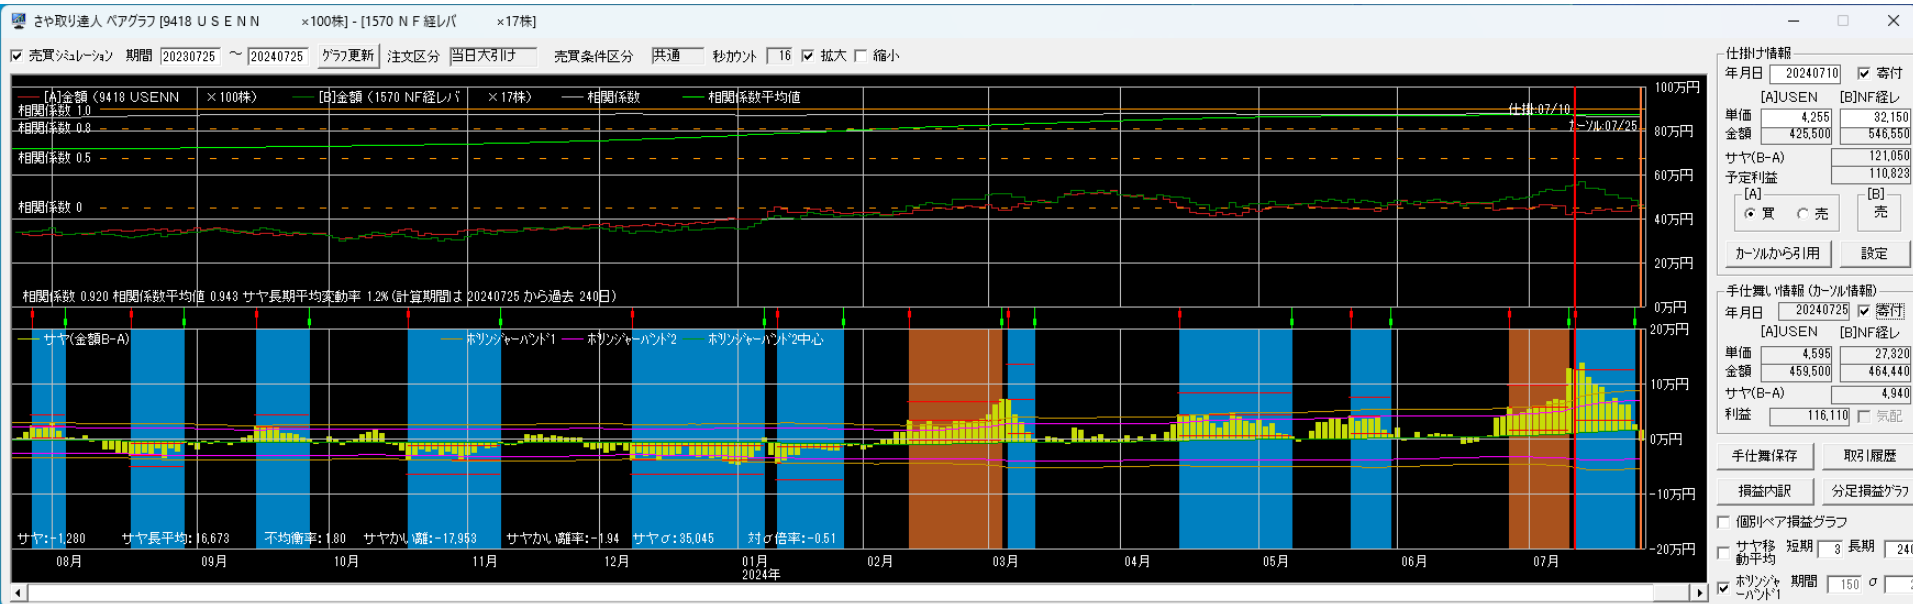 さや取り達人 ペアグラフ [9418 ＵＳＥＮＮ ×100株] - [1570 ＮＦ経レバ ×17株]
売買ｼﾐｭﾚｰｼｮﾝ 期間 20230725 ～ 20240725 ｸﾞﾗﾌ更新 注文区分 当日大引け 売買条件区分 共通 秒ｶｳﾝﾄ 16 拡大 縮小
[A]金額（9418 USENN ×100株） [B]金額（1570 NF経レバ ×17株） 相関係数 相関係数平均値
相関係数 1.0
相関係数 0.8
相関係数 0.5
相関係数 0
仕掛:07/10
ｶｰｿﾙ:07/25
100万円
80万円
60万円
40万円
20万円
0万円
相関係数 0.920 相関係数平均値 0.943 サヤ長期平均変動率 1.2% (計算期間は 20240725 から過去 240日)
サヤ(金額B-A) ﾎﾞﾘﾝｼﾞｬｰﾊﾞﾝﾄﾞ1 ﾎﾞﾘﾝｼﾞｬｰﾊﾞﾝﾄﾞ2 ﾎﾞﾘﾝｼﾞｬｰﾊﾞﾝﾄﾞ2中心
20万円
10万円
0万円
-10万円
-20万円
サヤ:-1,280 サヤ長平均:16,673 不均衡率:1.80 サヤかい離:-17,953 サヤかい離率:-1.94 サヤσ:35,045 対σ倍率:-0.51
08月 09月 10月 11月 12月 01月 02月 03月 04月 05月 06月 07月
2024年
仕掛け情報
年月日 20240710 寄付
[A]USEN [B]NF経レ
単価 4,255 32,150
金額 425,500 546,550
サヤ(B-A) 121,050
予定利益 110,823
[A] [B]
買 売 売
ｶｰｿﾙから引用 設定
手仕舞い情報 (ｶｰｿﾙ情報)
年月日 20240725 寄付
[A]USEN [B]NF経レ
単価 4,595 27,320
金額 459,500 464,440
サヤ(B-A) 4,940
利益 116,110 気配
手仕舞保存 取引履歴
損益内訳 分足損益ｸﾞﾗﾌ
個別ペア損益グラフ
サヤ移動平均 短期 3 長期 240
ﾎﾞﾘﾝｼﾞｬｰﾊﾞﾝﾄﾞ1 期間 150 σ 2